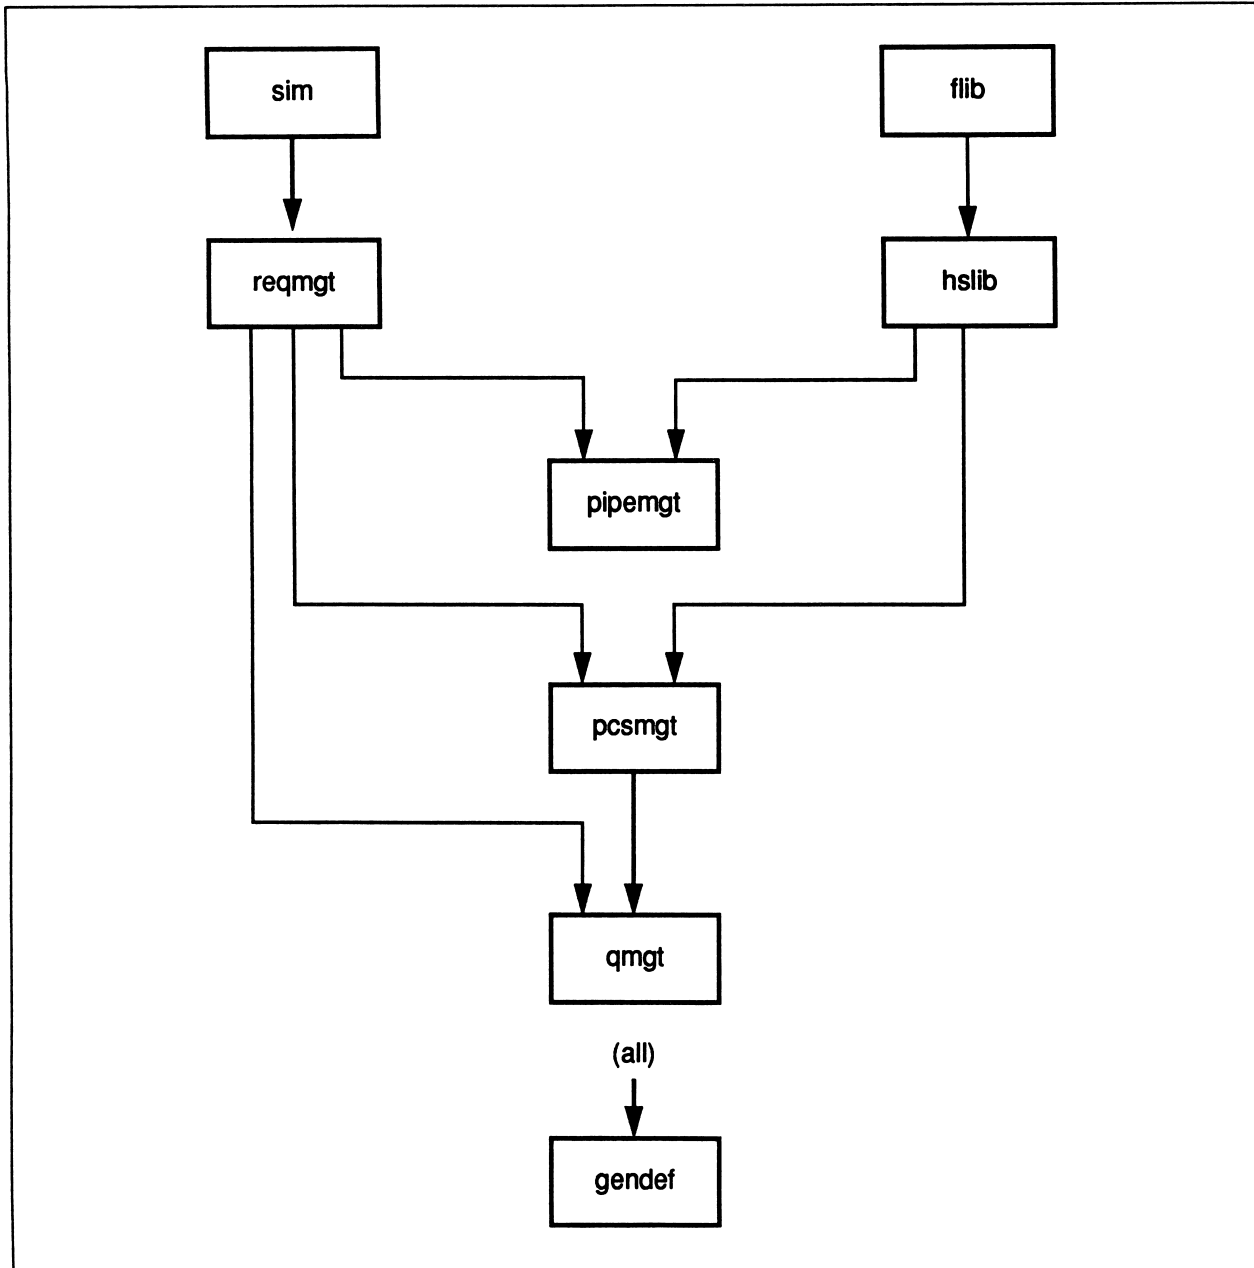 sim
flib
reqmgt
hslib
pipemgt
pcsmgt
qmgt
(all)
gendef